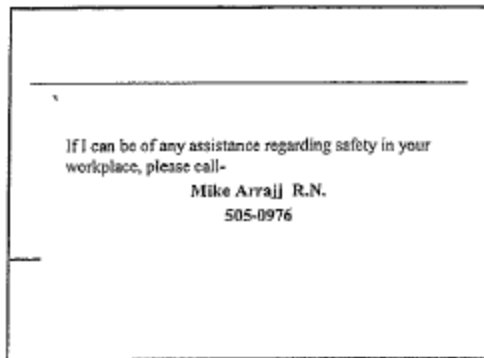 If I can be of any assistance regarding safety in your
workplace, please call-
Mike Arrajj R.N.
505-0976